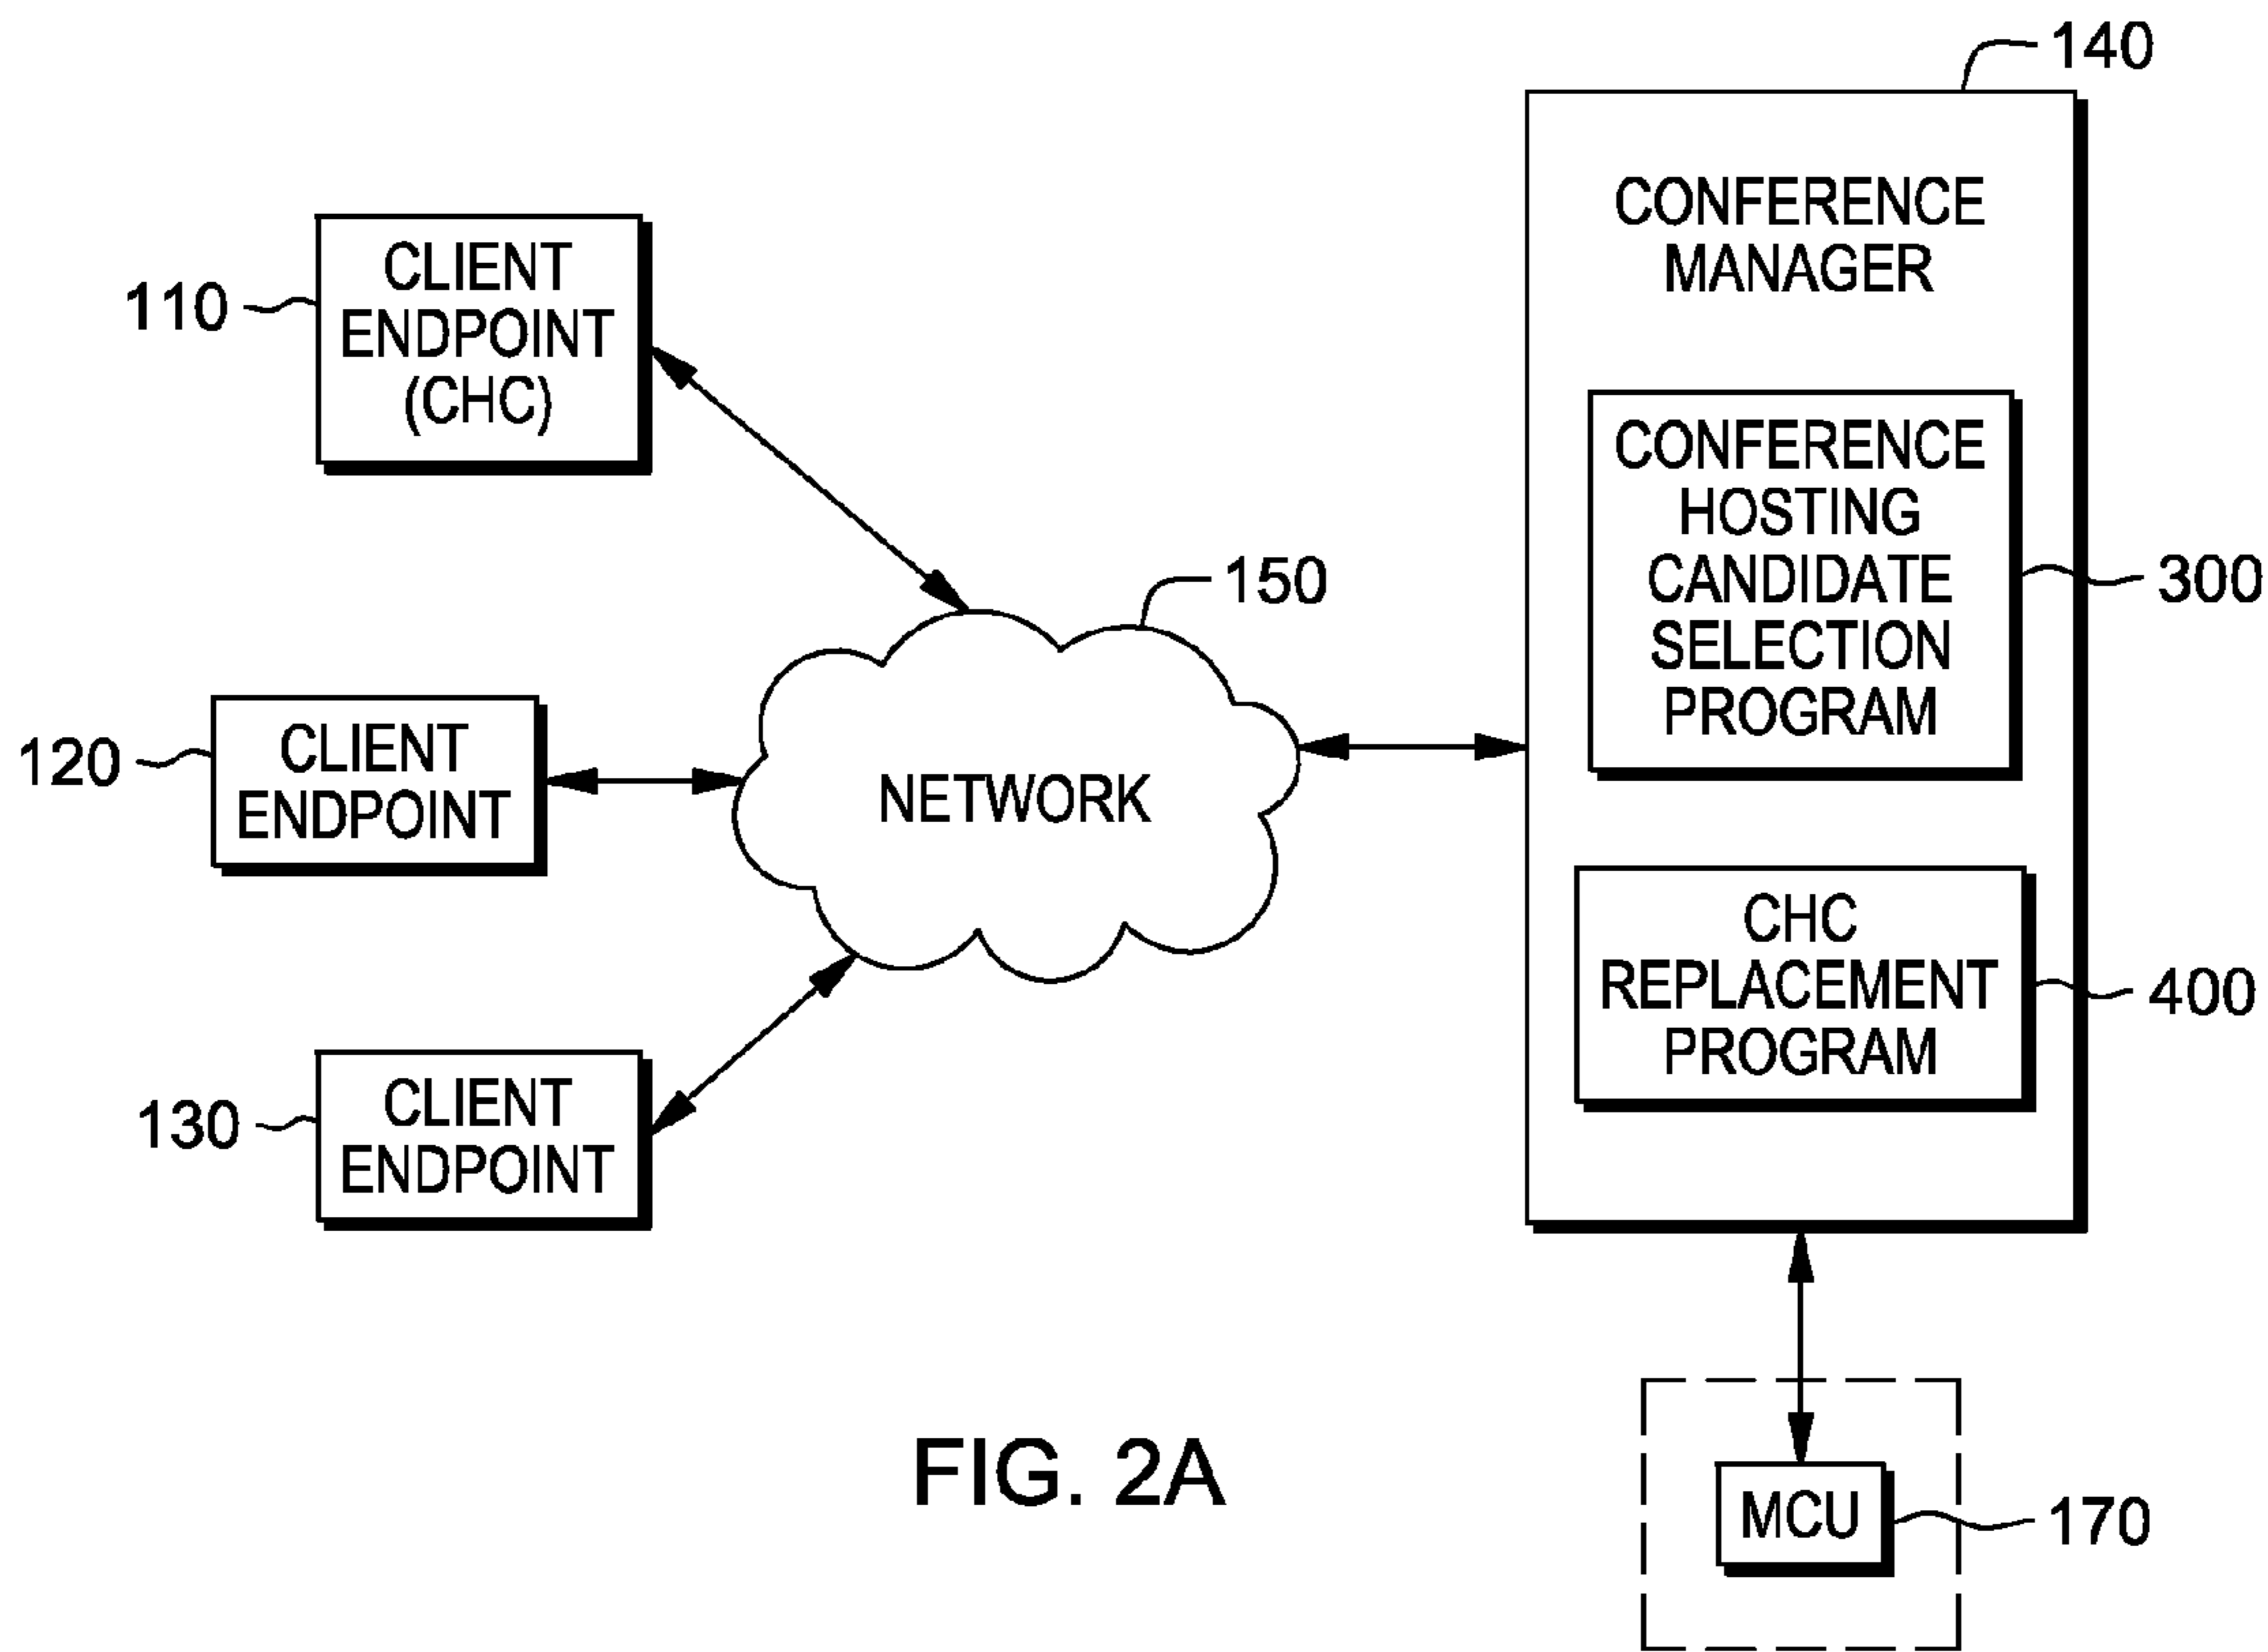 140
CONFERENCE
MANAGER
110
CLIENT
ENDPOINT
(CHC)
CONFERENCE
HOSTING
CANDIDATE
SELECTION
PROGRAM
300
150
120
CLIENT
ENDPOINT
NETWORK
CHC
REPLACEMENT
PROGRAM
400
130
CLIENT
ENDPOINT
FIG. 2A
MCU
170